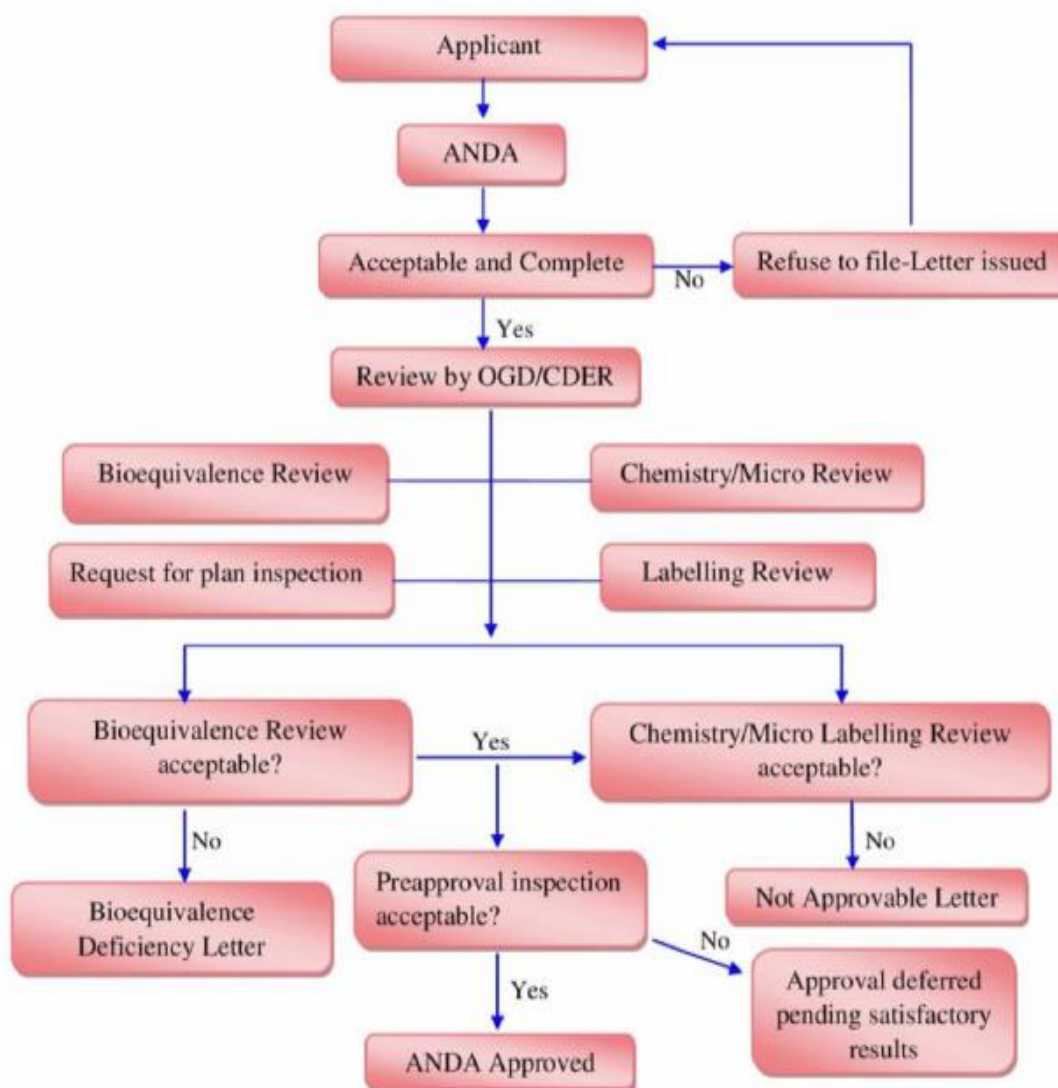 Applicant
ANDA
Acceptable and Complete
No
Refuse to file-Letter issued
Yes
Review by OGD/CDER
Bioequivalence Review
Chemistry/Micro Review
Request for plan inspection
Labelling Review
Bioequivalence Review
acceptable?
Yes
Chemistry/Micro Labelling Review
acceptable?
No
No
Bioequivalence
Deficiency Letter
Preapproval inspection
acceptable?
Not Approvable Letter
No
Yes
Approval deferred
pending satisfactory
results
ANDA Approved